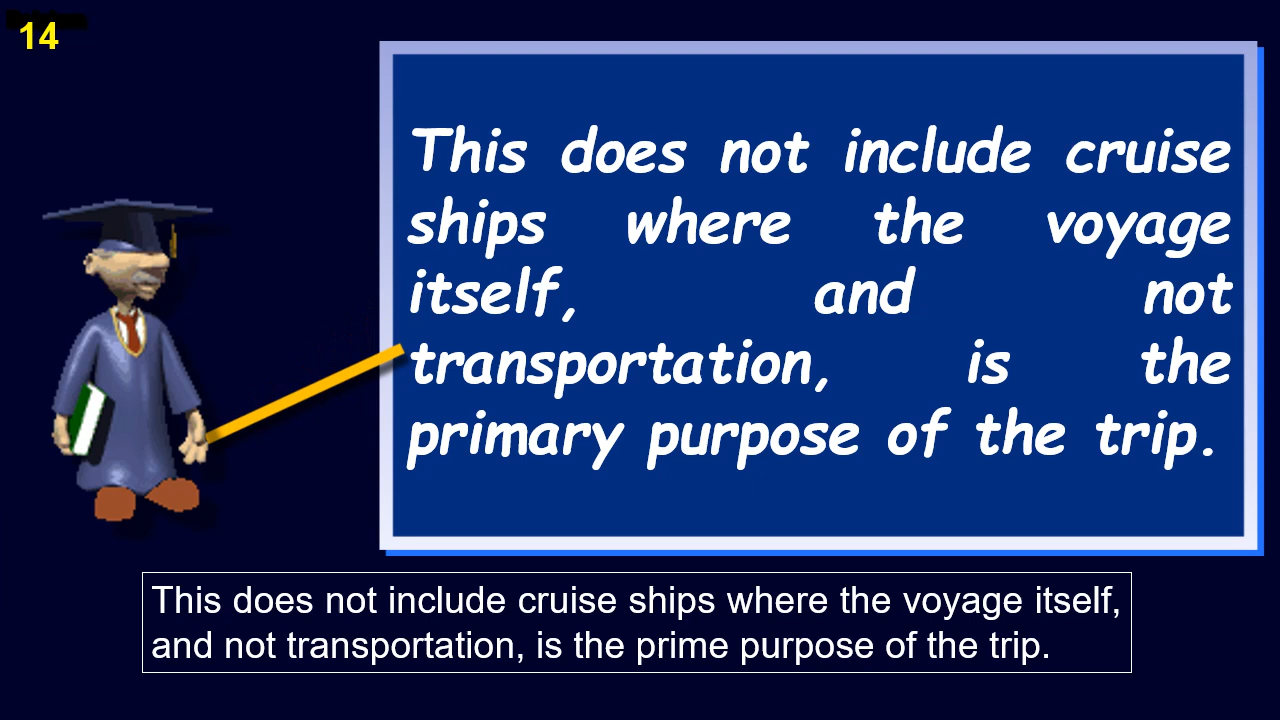 14
This does not include cruise
ships where the voyage
itself, and not
transportation, is the
primary purpose of the trip.
This does not include cruise ships where the voyage itself,
and not transportation, is the prime purpose of the trip.